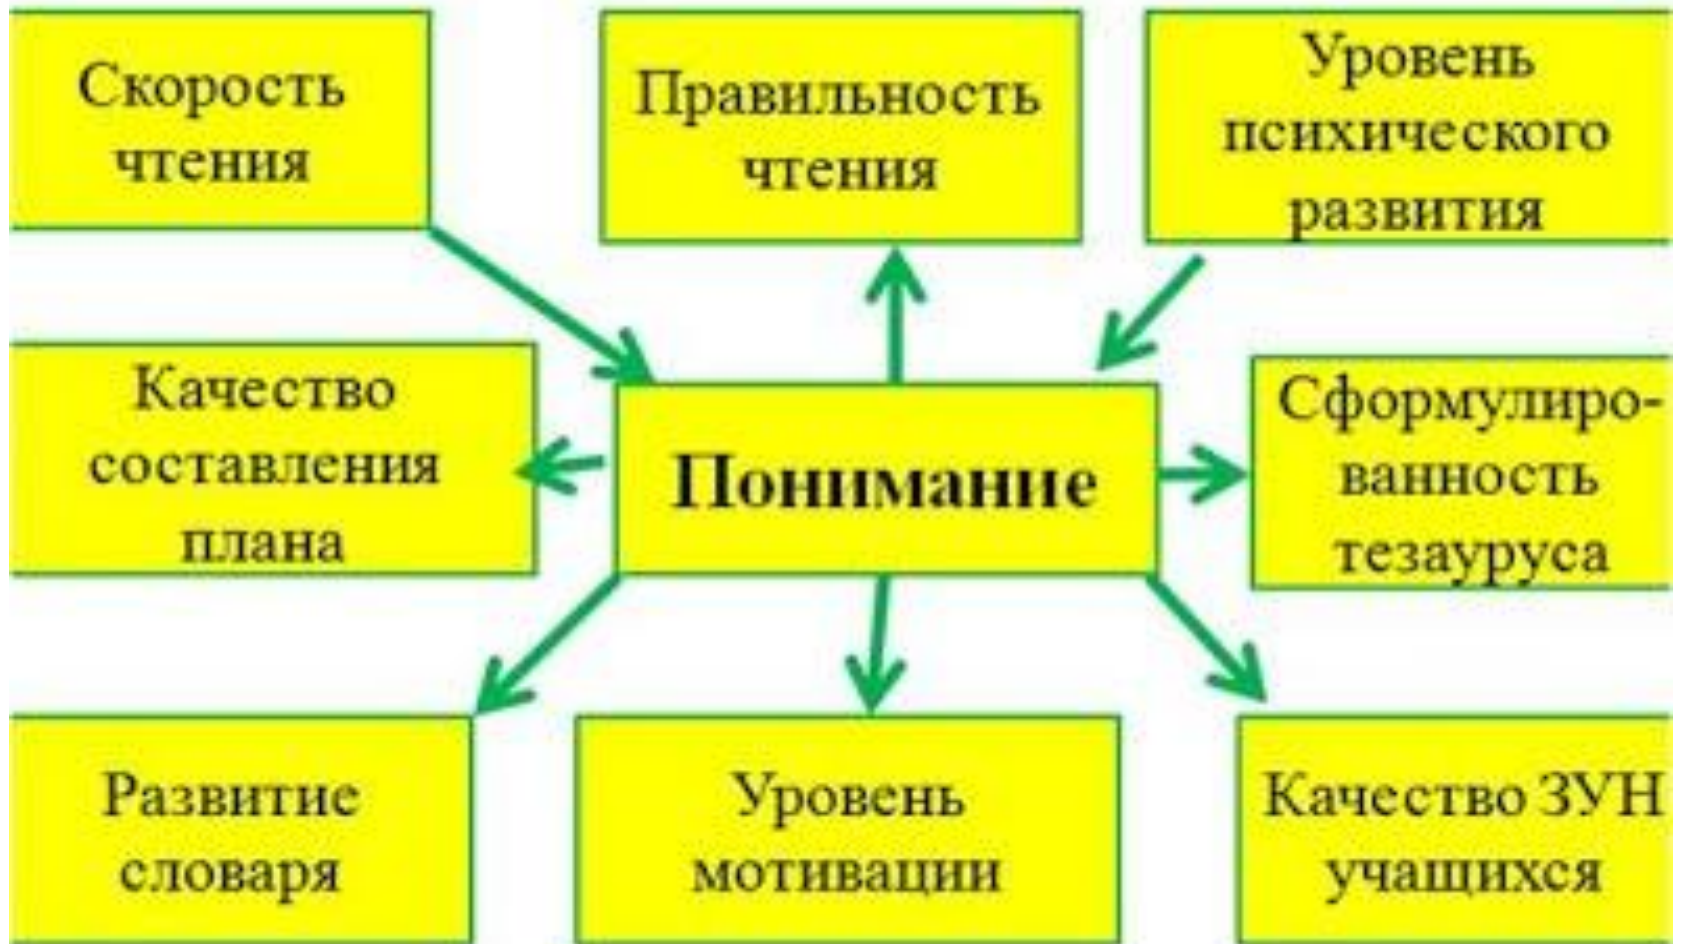 Скорость
чтения
Правильность
чтения
Уровень
психического
развития
Качество
составления
плана
Понимание
Сформулиро-
ванность
тезауруса
Развитие
словаря
Уровень
мотивации
Качество ЗУН
учащихся